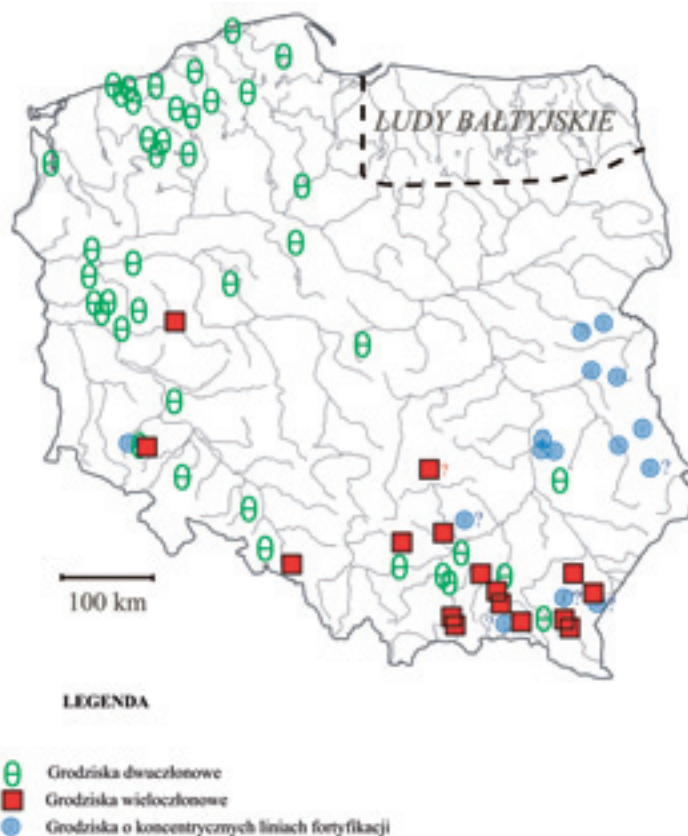 LUDY BAŁTYJSKIE
?
?
?
?
?
100 km
LEGENDA
Grodziska dwuczłonowe
Grodziska wieloczłonowe
Grodziska o koncentrycznych liniach fortyfikacji